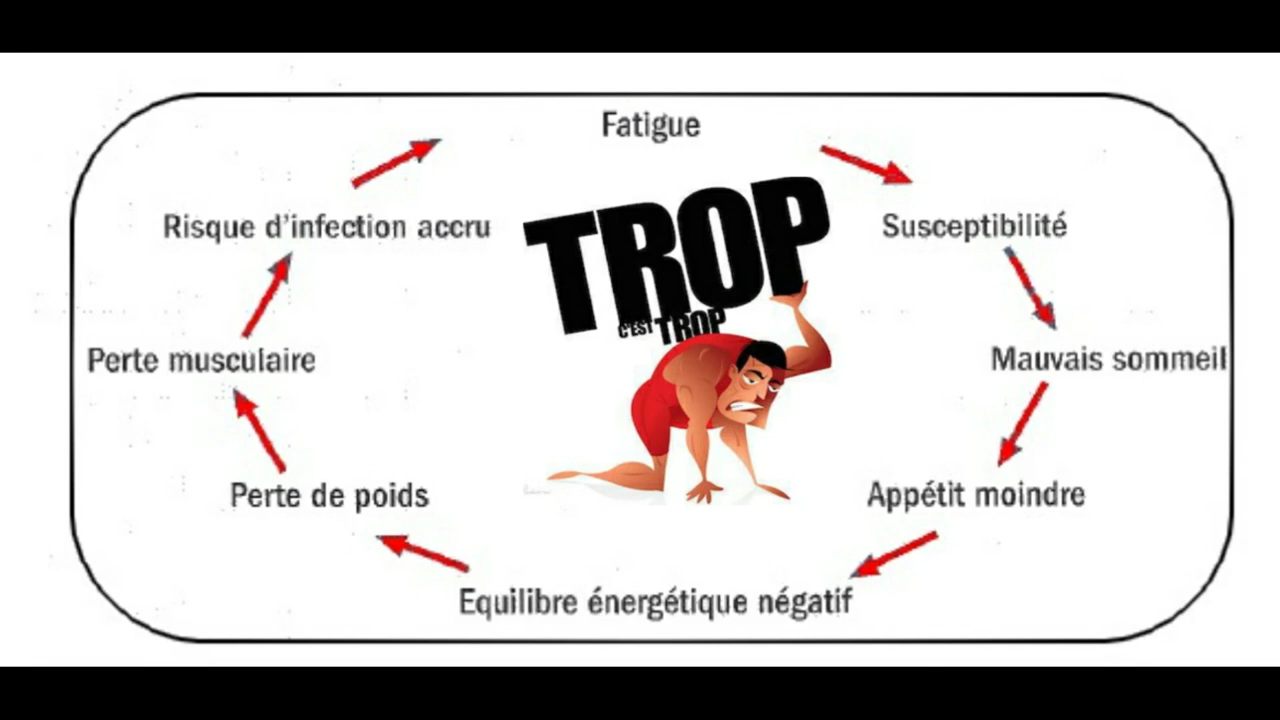 Fatigue
Susceptibilité
Mauvais sommeil
Appétit moindre
Equilibre énergétique négatif
Perte de poids
Perte musculaire
Risque d'infection accru
TROP
C'EST TROP